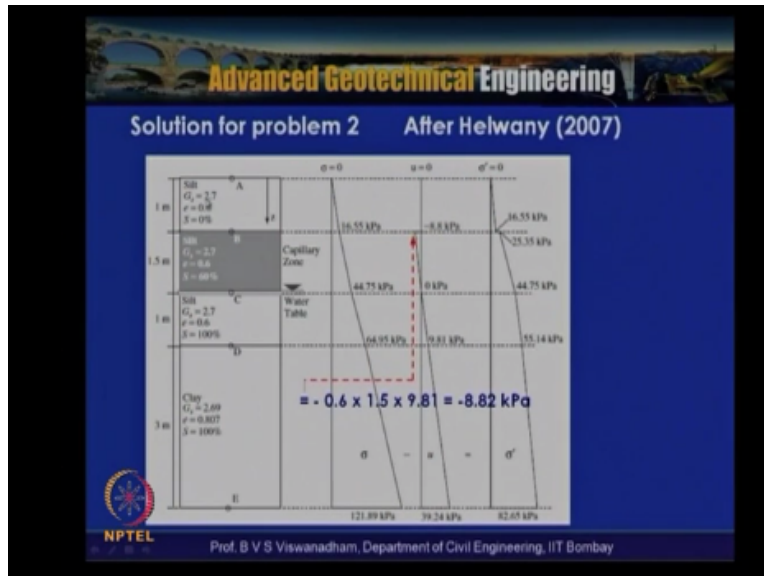 Advanced Geotechnical Engineering
Solution for problem 2 After Helwany (2007)
σ=0 u=0 σ'=0
Silt
G_s = 2.7
S = 0%
A
z
1 m
16.55 kPa
-8.8 kPa
16.55 kPa
25.35 kPa
Silt
G_s = 2.7
e = 0.6
S = 60%
B
1.5 m
Capillary
Zone
44.75 kPa
0 kPa
44.75 kPa
Silt
G_s = 2.7
e = 0.6
S = 100%
C
1 m
Water
Table
64.95 kPa
9.81 kPa
55.14 kPa
D
Clay
G_s = 2.69
e = 0.807
S = 100%
3 m
= - 0.6 x 1.5 x 9.81 = -8.82 kPa
σ - u = σ'
E
121.89 kPa 39.24 kPa 82.65 kPa
NPTEL
Prof. B V S Viswanadham, Department of Civil Engineering, IIT Bombay